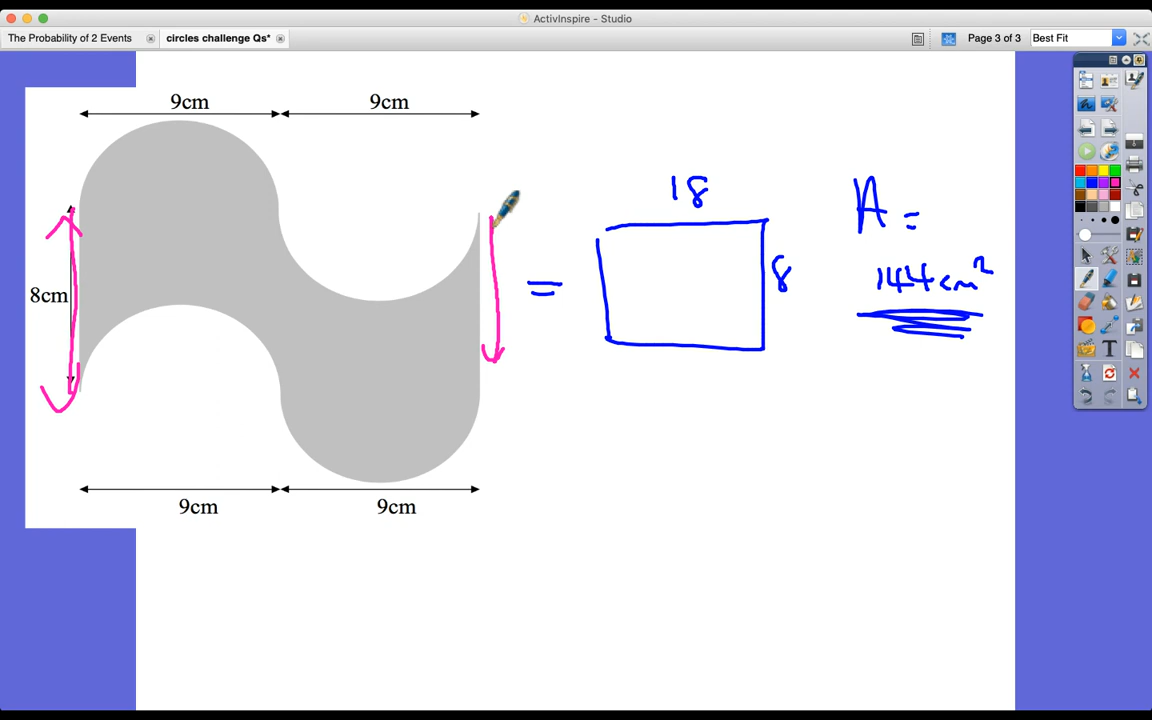 ActivInspire - Studio
The Probability of 2 Events
circles challenge Qs*
Page 3 of 3
Best Fit
9cm 9cm
8cm
9cm 9cm
=
18
8
A =
144cm²
T